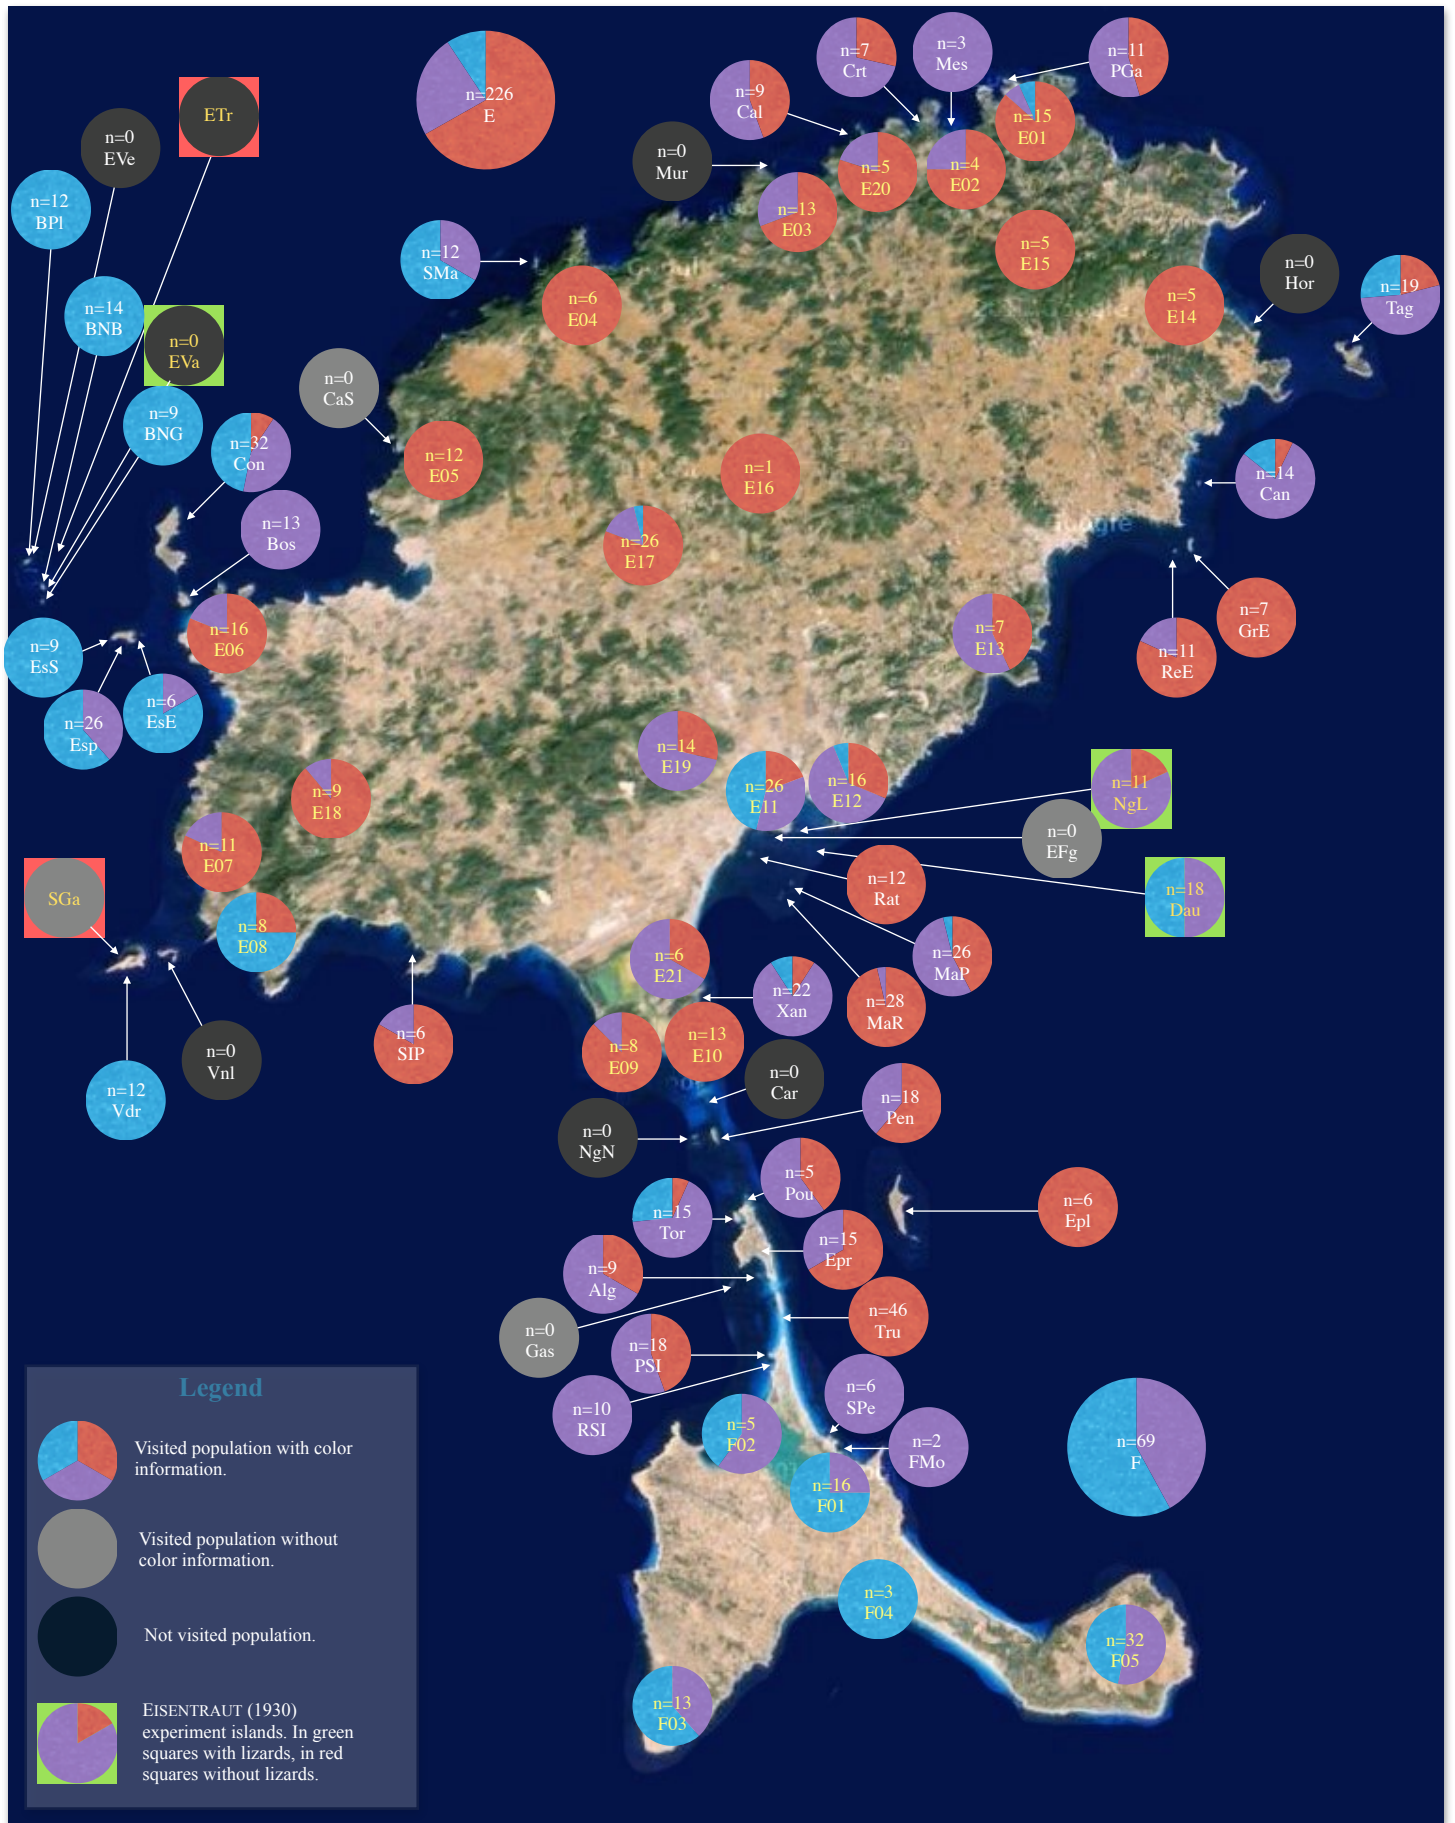 n=226
E
n=7
Crt
n=3
Mes
n=11
PGa
n=9
Cal
ETr
n=0
EVe
n=15
E01
n=0
Mur
n=5
E20
n=4
E02
n=12
BPl
n=13
E03
n=5
E15
n=12
SMa
n=0
Hor
n=19
Tag
n=6
E04
n=5
E14
n=14
BNB
n=0
EVa
n=0
CaS
n=9
BNG
n=32
Con
n=12
E05
n=1
E16
n=14
Can
n=13
Bos
Google
n=26
E17
n=7
GrE
n=16
E06
n=7
E13
n=9
EsS
n=11
ReE
n=6
EsE
n=26
Esp
n=14
E19
n=26
E11
n=16
E12
n=11
NgL
n=9
E18
n=0
EFg
n=11
E07
n=12
Rat
SGa
n=18
Dau
n=8
E08
n=6
E21
n=26
MaP
n=22
Xan
n=28
MaR
n=6
SIP
n=8
E09
n=13
E10
n=0
Vnl
n=0
Car
n=12
Vdr
n=18
Pen
n=0
NgN
n=5
Pou
n=6
Epl
n=15
Tor
n=15
Epr
n=9
Alg
n=46
Tru
n=0
Gas
n=18
PSI
n=6
SPe
n=10
RSI
n=5
F02
n=2
FMo
n=69
F
n=16
F01
n=3
F04
n=32
F05
n=13
F03
Legend
Visited population with color
information.
Visited population without
color information.
Not visited population.
EISENTRAUT (1930)
experiment islands. In green
squares with lizards, in red
squares without lizards.